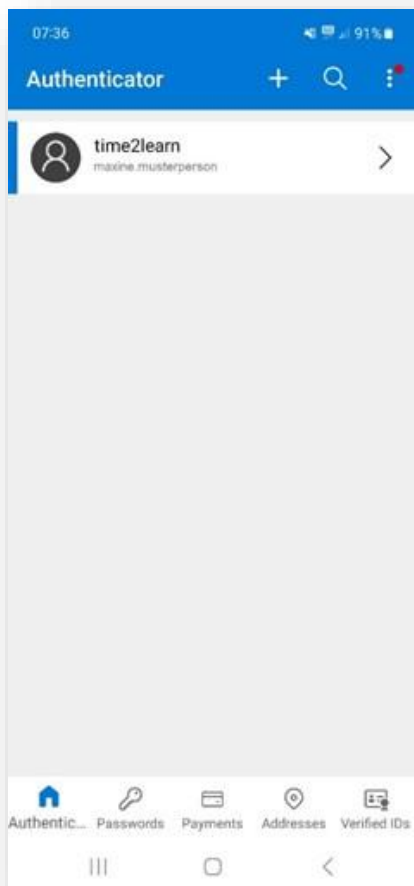 07:36 91%
Authenticator
time2learn
maxine.musterperson
Authentic... Passwords Payments Addresses Verified IDs